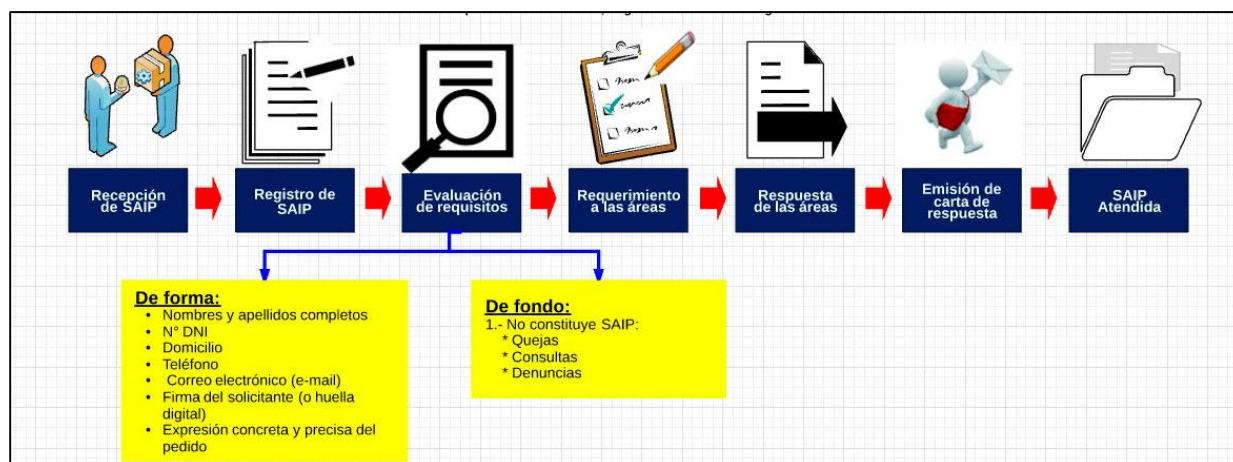 Recepción
de SAIP
Registro de
SAIP
Evaluación
de requisitos
Requerimiento
a las áreas
Respuesta
de las áreas
Emisión de
carta de
respuesta
SAIP
Atendida
De forma:
• Nombres y apellidos completos
• N° DNI
• Domicilio
• Teléfono
• Correo electrónico (e-mail)
• Firma del solicitante (o huella
digital)
• Expresión concreta y precisa del
pedido
De fondo:
1.- No constituye SAIP:
* Quejas
* Consultas
* Denuncias